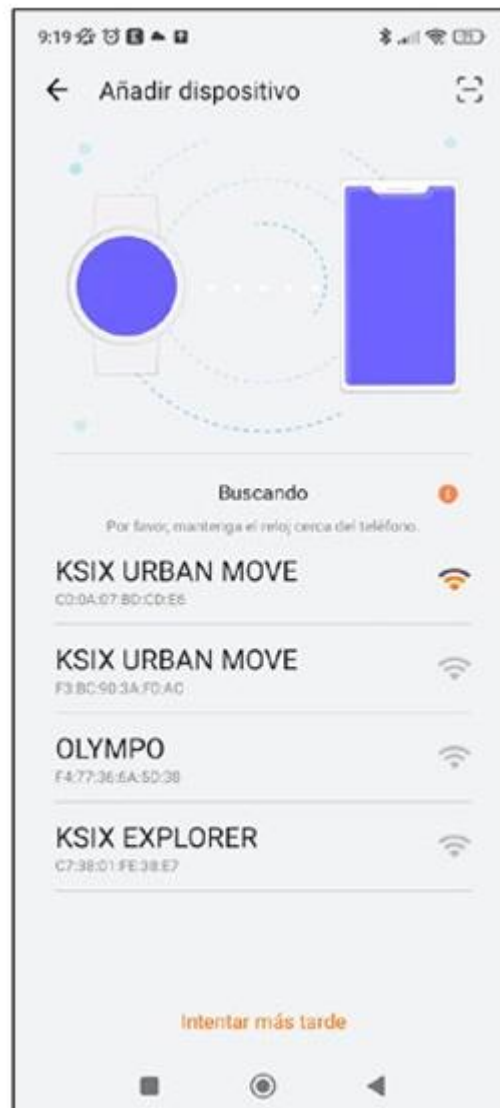 9:19
Añadir dispositivo
Buscando
Por favor, mantenga el reloj cerca del teléfono.
KSIX URBAN MOVE
C0:0A:07:BD:CD:E6
KSIX URBAN MOVE
F3:BC:90:3A:FD:AC
OLYMPO
F4:77:36:6A:5D:38
KSIX EXPLORER
C7:38:01:FE:38:E7
Intentar más tarde